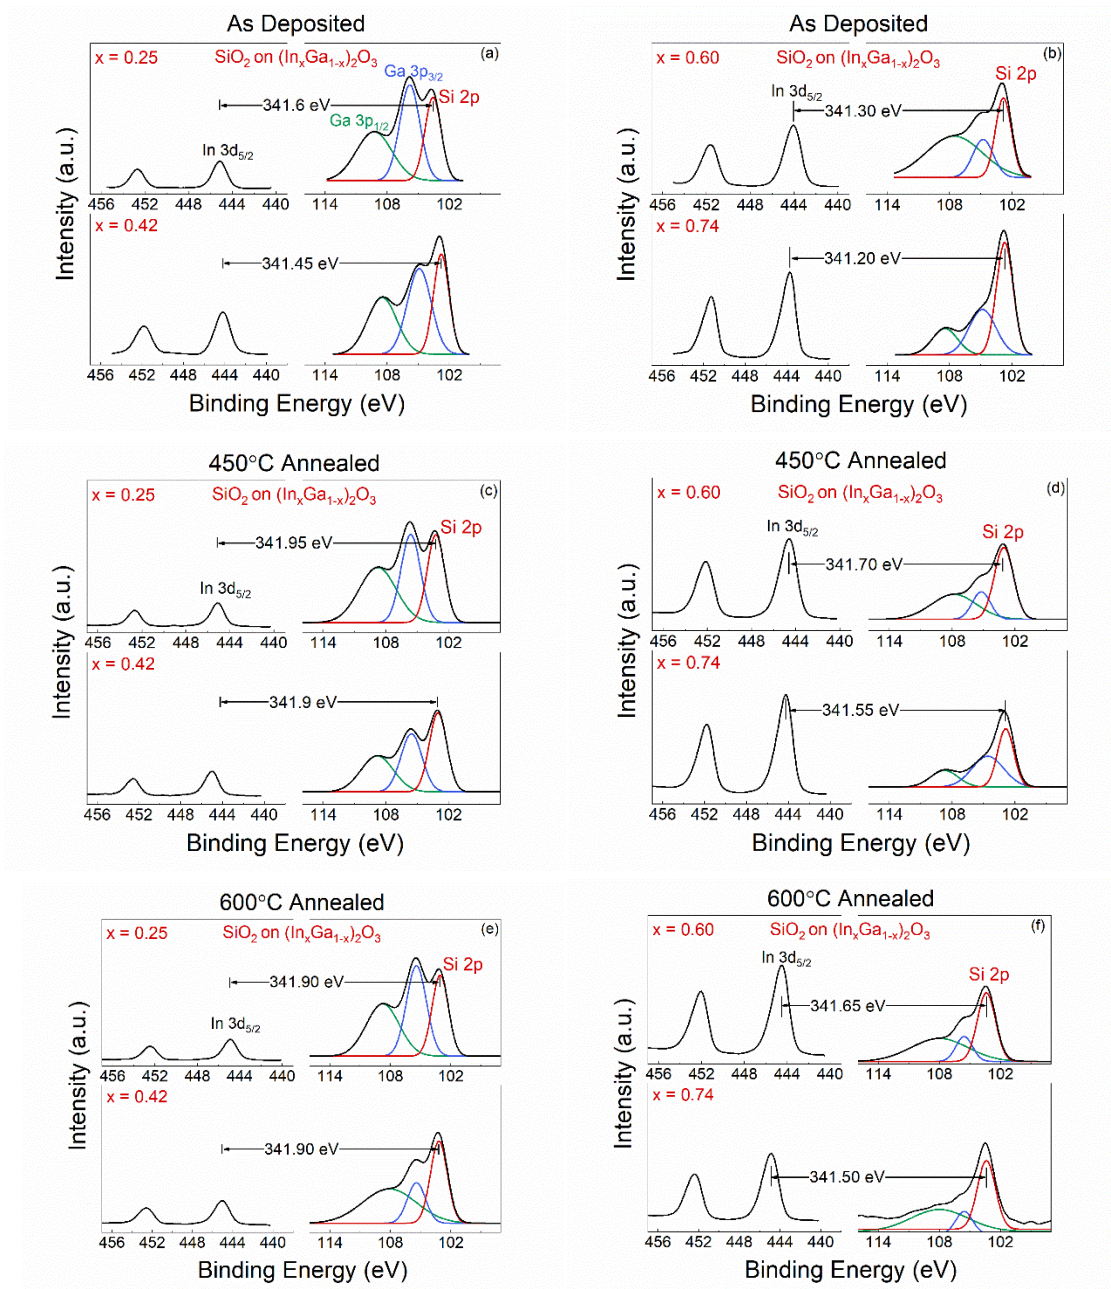 As Deposited
x = 0.25 SiO2 on (InxGa1-x)2O3 (a)
Ga 3p3/2
Si 2p
341.6 eV
Ga 3p1/2
In 3d5/2
456 452 448 444 440 114 108 102
x = 0.42
341.45 eV
456 452 448 444 440 114 108 102
Intensity (a.u.)
Binding Energy (eV)
As Deposited
x = 0.60 SiO2 on (InxGa1-x)2O3 (b)
Si 2p
In 3d5/2
341.30 eV
456 452 448 444 440 114 108 102
x = 0.74
341.20 eV
456 452 448 444 440 114 108 102
Intensity (a.u.)
Binding Energy (eV)
450°C Annealed
x = 0.25 SiO2 on (InxGa1-x)2O3 (c)
Si 2p
341.95 eV
In 3d5/2
456 452 448 444 440 114 108 102
x = 0.42
341.9 eV
456 452 448 444 440 114 108 102
Intensity (a.u.)
Binding Energy (eV)
450°C Annealed
x = 0.60 SiO2 on (InxGa1-x)2O3 (d)
In 3d5/2
Si 2p
341.70 eV
456 452 448 444 440 114 108 102
x = 0.74
341.55 eV
456 452 448 444 440 114 108 102
Intensity (a.u.)
Binding Energy (eV)
600°C Annealed
x = 0.25 SiO2 on (InxGa1-x)2O3 (e)
Si 2p
341.90 eV
In 3d5/2
456 452 448 444 440 114 108 102
x = 0.42
341.90 eV
456 452 448 444 440 114 108 102
Intensity (a.u.)
Binding Energy (eV)
600°C Annealed
x = 0.60 SiO2 on (InxGa1-x)2O3 (f)
In 3d5/2
Si 2p
341.65 eV
456 452 448 444 440 114 108 102
x = 0.74
341.50 eV
456 452 448 444 440 114 108 102
Intensity (a.u.)
Binding Energy (eV)